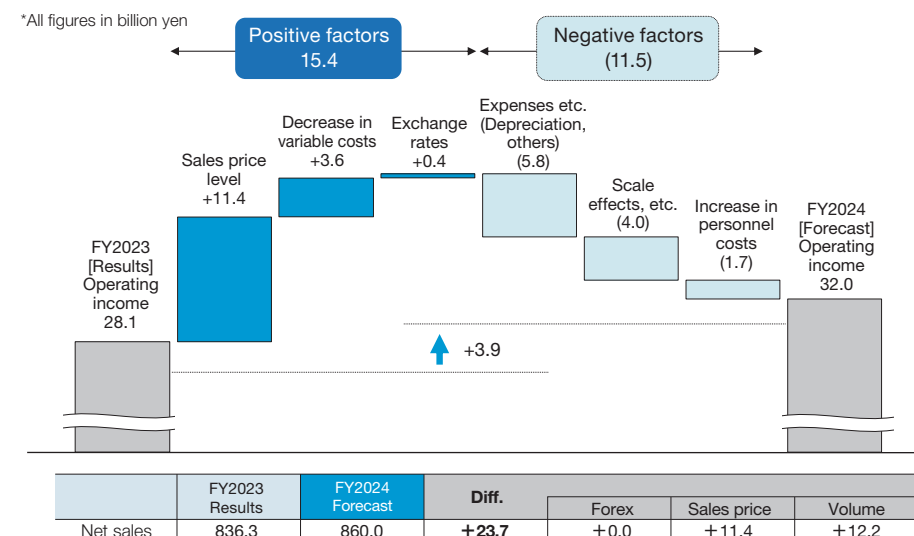 *All figures in billion yen
Positive factors
15.4
Negative factors
(11.5)
FY2023
[Results]
Operating
income
28.1
Sales price
level
+11.4
Decrease in
variable costs
+3.6
Exchange
rates
+0.4
Expenses etc.
(Depreciation,
others)
(5.8)
Scale
effects, etc.
(4.0)
Increase in
personnel
costs
(1.7)
FY2024
[Forecast]
Operating
income
32.0
+3.9
FY2023
Results
FY2024
Forecast
Diff.
Forex
Sales price
Volume
Net sales 836.3 860.0 +23.7 +0.0 +11.4 +12.2